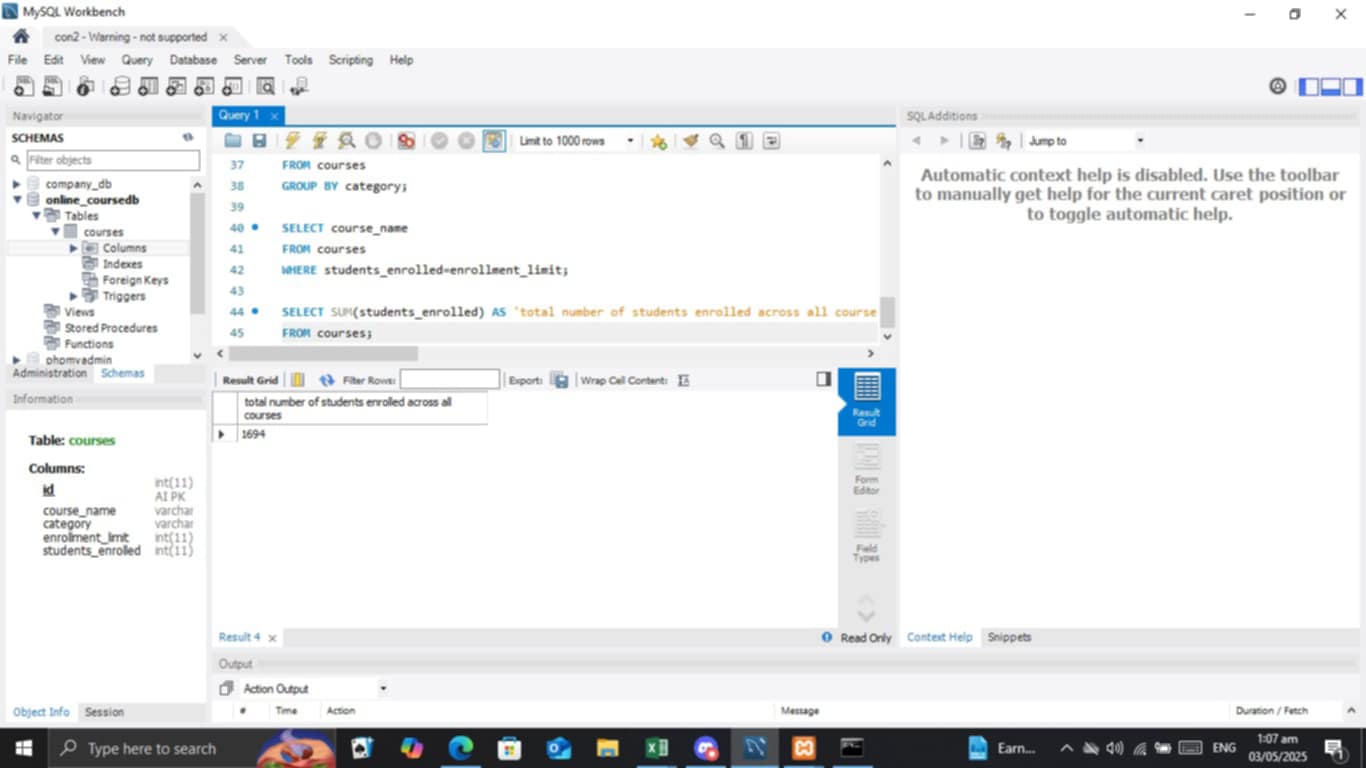 MySQL Workbench
con2 - Warning - not supported
File Edit View Query Database Server Tools Scripting Help
Navigator
SCHEMAS
Filter objects
company_db
online_coursedb
Tables
courses
Columns
Indexes
Foreign Keys
Triggers
Views
Stored Procedures
Functions
phpmyadmin
Administration Schemas
Information
Table: courses
Columns:
id int(11)
AI PK
course_name varchar
category varchar
enrollment_limit int(11)
students_enrolled int(11)
Object Info Session
Query 1
Limit to 1000 rows
37 FROM courses
38 GROUP BY category;
39
40 SELECT course_name
41 FROM courses
42 WHERE students_enrolled=enrollment_limit;
43
44 SELECT SUM(students_enrolled) AS 'total number of students enrolled across all course
45 FROM courses;
Result Grid Filter Rows: Export: Wrap Cell Content:
total number of students enrolled across all
courses
1694
Result
Grid
Form
Editor
Field
Types
Result 4
Read Only
SQLAdditions
Jump to
Automatic context help is disabled. Use the toolbar
to manually get help for the current caret position or
to toggle automatic help.
Context Help Snippets
Output
Action Output
# Time Action Message Duration / Fetch
Type here to search
Earn...
ENG
1:07 am
03/05/2025
1